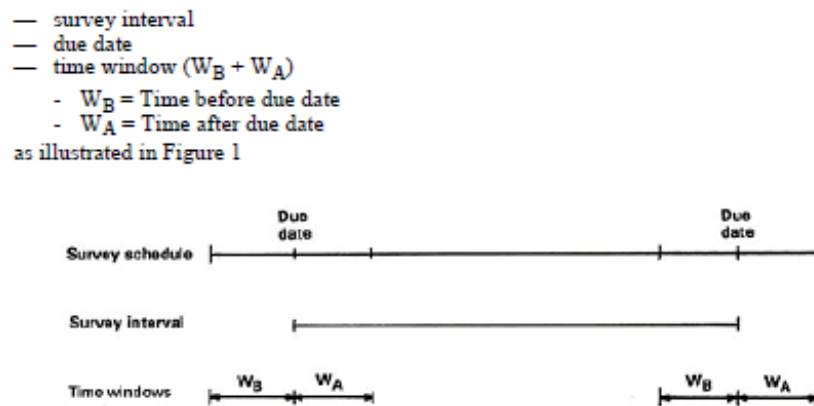 — survey interval
— due date
— time window (WB + WA)
- WB = Time before due date
- WA = Time after due date
as illustrated in Figure 1
Due date
Due date
Survey schedule
Survey interval
Time windows
WB
WA
WB
WA